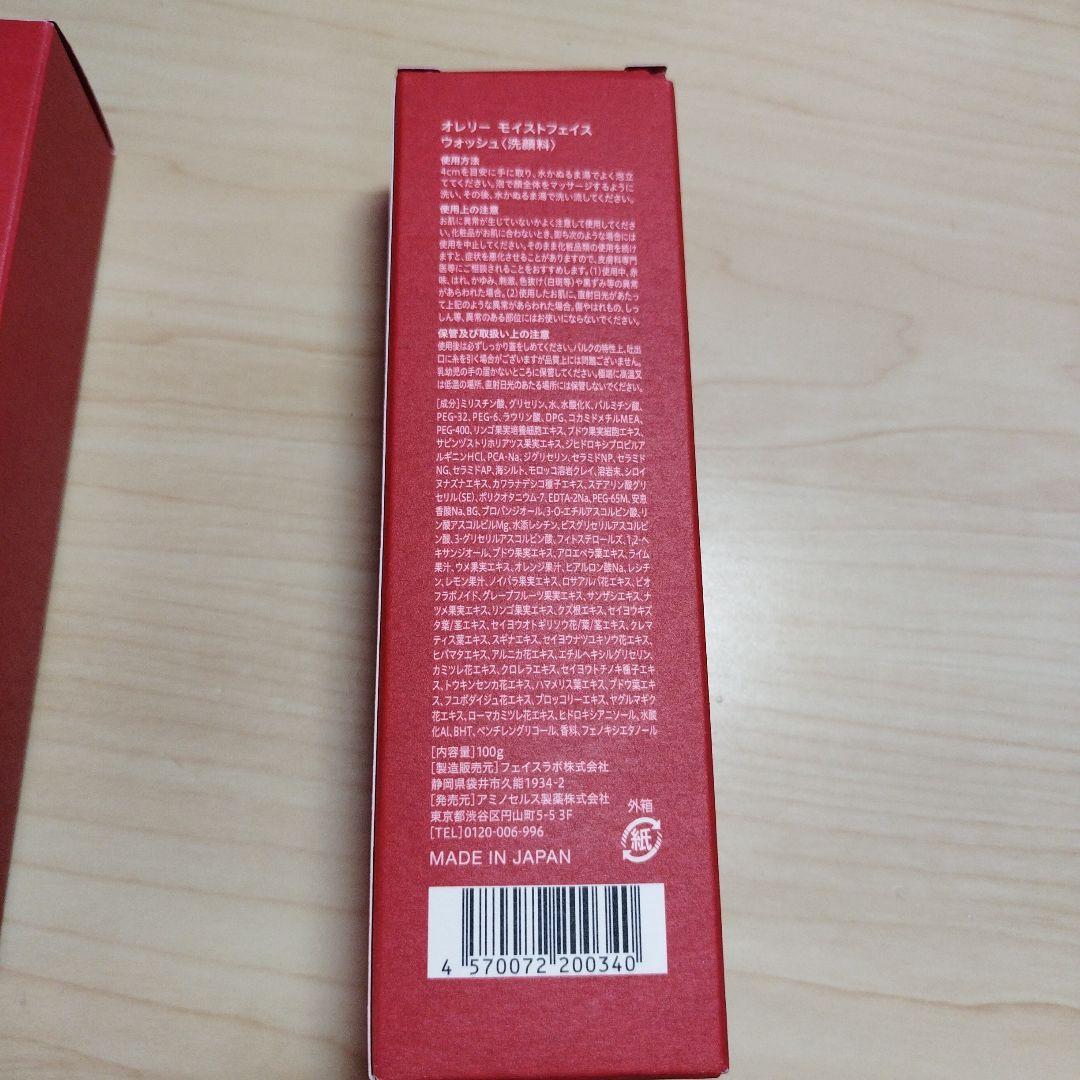 オレリー モイストフェイス
ウォッシュ〈洗顔料〉
使用方法
4cmを目安に手に取り、水かぬるま湯でよく泡立
ててください。泡で顔全体をマッサージするように
洗い、その後、水かぬるま湯で洗い流してください。
使用上の注意
お肌に異常が生じていないかよく注意して使用してくださ
い。化粧品がお肌に合わないとき、即ち次のような場合には
使用を中止してください。そのまま化粧品類の使用を続け
ますと、症状を悪化させることがありますので、皮膚科専門
医等にご相談されることをおすすめします。(1)使用中、赤
味、はれ、かゆみ、刺激、色抜け(白斑等)や黒ずみ等の異常
があらわれた場合。(2)使用したお肌に、直射日光があたっ
て上記のような異常があらわれた場合。傷やはれもの、しっ
しん等、異常のある部位にはお使いにならないでください。
保管及び取扱い上の注意
使用後は必ずしっかり蓋をしめてください。バルクの特性上、吐出
口に糸を引く場合がございますが品質上には問題ございません。
乳幼児の手の届かないところに保管してください。極端に高温又
は低温の場所、直射日光のあたる場所には保管しないでください。
[成分]ミリスチン酸、グリセリン、水、水酸化K、パルミチン酸、
PEG-32、PEG-6、ラウリン酸、DPG、コカミドメチルMEA、
PEG-400、リンゴ果実培養細胞エキス、ブドウ果実細胞エキス、
サピンヅストリホリアツス果実エキス、ジヒドロキシプロピルア
ルギニンHCl、PCA-Na、ジグリセリン、セラミドNP、セラミド
NG、セラミドAP、海シルト、モロッコ溶岩クレイ、溶岩末、シロイ
ヌナズナエキス、カワラナデシコ種子エキス、ステアリン酸グリ
セリル(SE)、ポリクオタニウム-7、EDTA-2Na、PEG-65M、安息
香酸Na、BG、プロパンジオール、3-O-エチルアスコルビン酸、リ
ン酸アスコルビルMg、水添レシチン、ビスグリセリルアスコルビ
ン酸、3-グリセリルアスコルビン酸、フィトステロールズ、1,2-ヘ
キサンジオール、ブドウ果実エキス、アロエベラ葉エキス、ライム
果汁、ウメ果実エキス、オレンジ果汁、ヒアルロン酸Na、レシチ
ン、レモン果汁、ノイバラ果実エキス、ロサアルバ花エキス、ビオ
フラボノイド、グレープフルーツ果実エキス、サンザシエキス、ナ
ツメ果実エキス、リンゴ果実エキス、クズ根エキス、セイヨウキズ
タ葉/茎エキス、セイヨウオトギリソウ花/葉/茎エキス、クレマ
ティス葉エキス、スギナエキス、セイヨウナツユキソウ花エキス、
ヒバマタエキス、アルニカ花エキス、エチルヘキシルグリセリン、
カミツレ花エキス、クロレラエキス、セイヨウトチノキ種子エキ
ス、トウキンセンカ花エキス、ハマメリス葉エキス、ブドウ葉エキ
ス、フユボダイジュ花エキス、ブロッコリーエキス、ヤグルマギク
花エキス、ローマカミツレ花エキス、ヒドロキシアニソール、水酸
化Al、BHT、ペンチレングリコール、香料、フェノキシエタノール
[内容量]100g
[製造販売元]フェイスラボ株式会社
静岡県袋井市久能1934-2
[発売元]アミノセルス製薬株式会社
東京都渋谷区円山町5-5 3F
[TEL]0120-006-996
外箱
紙
MADE IN JAPAN
4 570072 200340